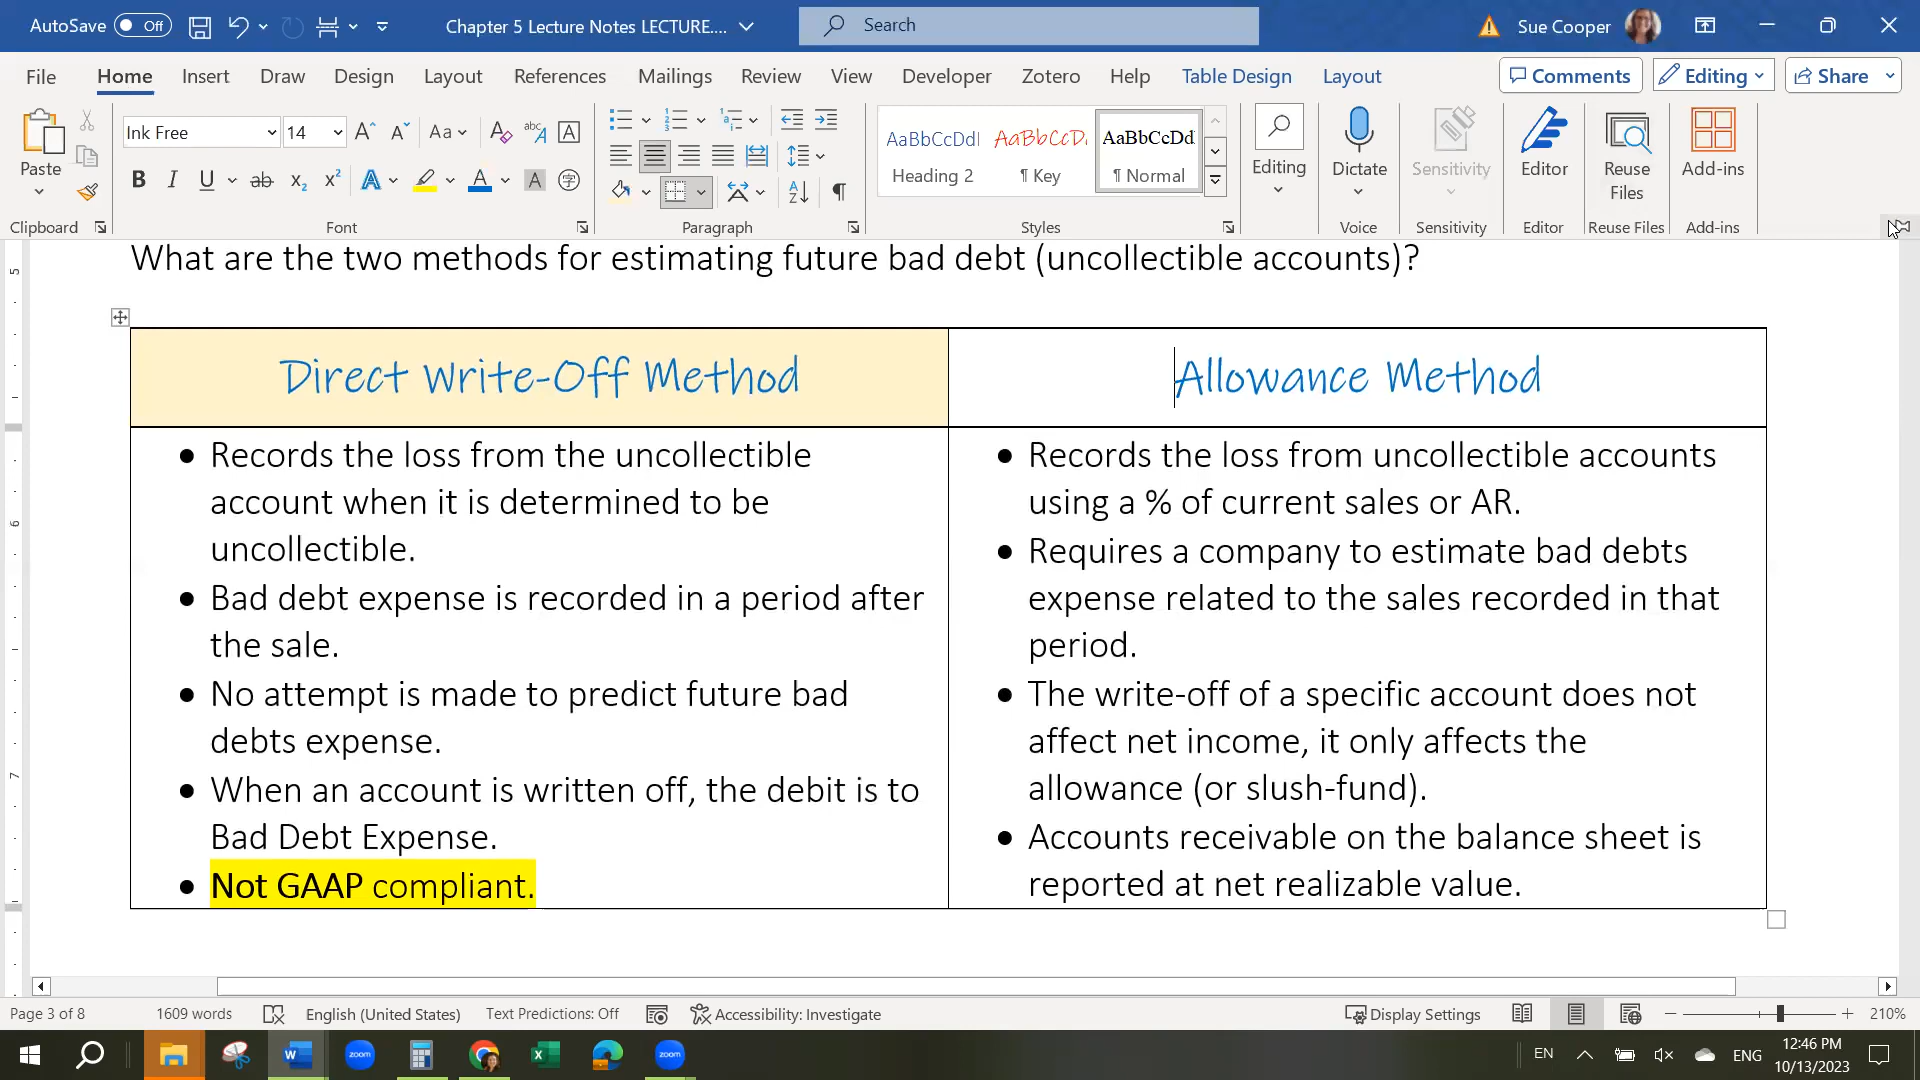 AutoSave Off
Chapter 5 Lecture Notes LECTURE....
Search
Sue Cooper
File Home Insert Draw Design Layout References Mailings Review View Developer Zotero Help Table Design Layout
Comments Editing Share
Paste
Ink Free 14
Aa
AaBbCcDd AaBbCcDi AaBbCcDd
Heading 2 ¶ Key ¶ Normal
Editing
Dictate
Sensitivity
Editor
Reuse Files
Add-ins
Clipboard Font Paragraph Styles Voice Sensitivity Editor Reuse Files Add-ins
What are the two methods for estimating future bad debt (uncollectible accounts)?
Direct Write-Off Method
Records the loss from the uncollectible
account when it is determined to be
uncollectible.
Bad debt expense is recorded in a period after
the sale.
No attempt is made to predict future bad
debts expense.
When an account is written off, the debit is to
Bad Debt Expense.
Not GAAP compliant.
Allowance Method
Records the loss from uncollectible accounts
using a % of current sales or AR.
Requires a company to estimate bad debts
expense related to the sales recorded in that
period.
The write-off of a specific account does not
affect net income, it only affects the
allowance (or slush-fund).
Accounts receivable on the balance sheet is
reported at net realizable value.
5
6
7
Page 3 of 8 1609 words English (United States) Text Predictions: Off Accessibility: Investigate Display Settings 210%
zoom zoom
EN ENG
12:46 PM
10/13/2023